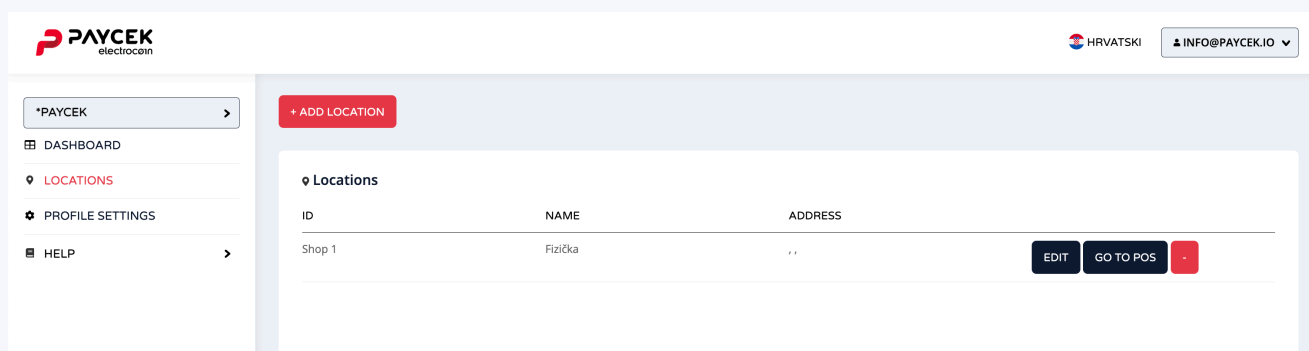 PAYCEK
electrocøin
HRVATSKI
INFO@PAYCEK.IO
*PAYCEK
DASHBOARD
LOCATIONS
PROFILE SETTINGS
HELP
+ ADD LOCATION
Locations
ID NAME ADDRESS
Shop 1 Fizička , , EDIT GO TO POS -